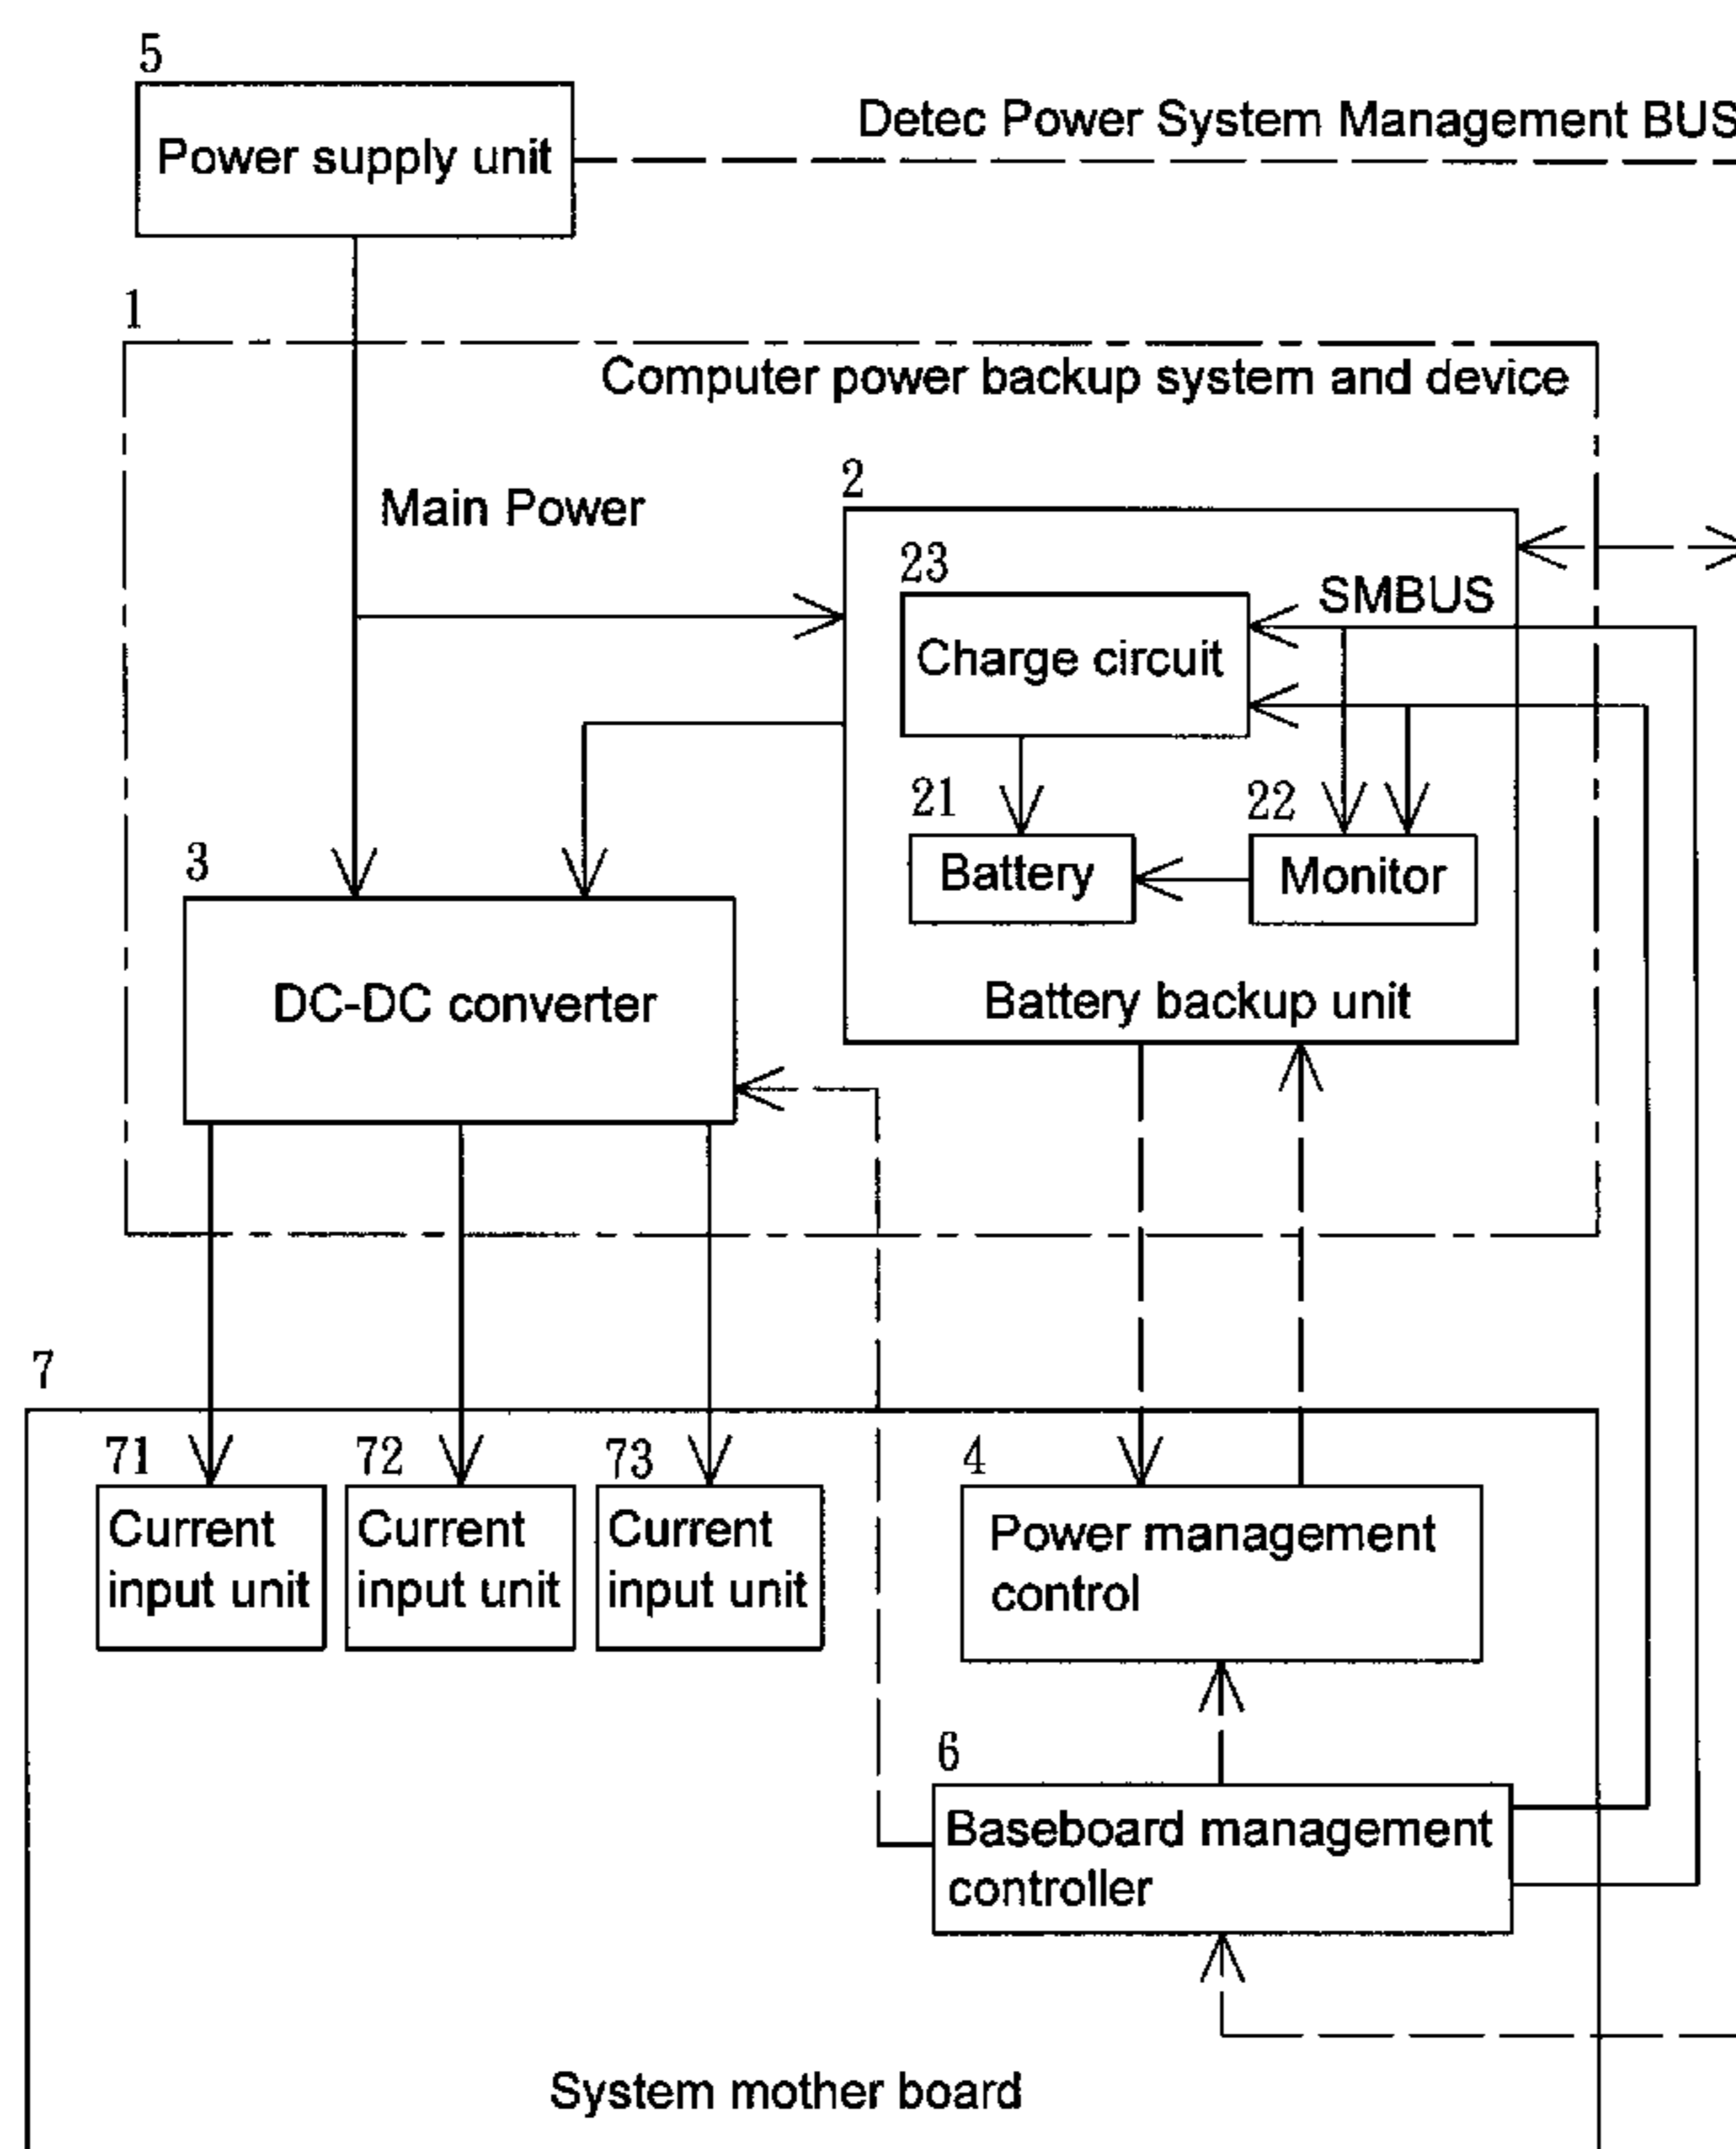 5
Power supply unit
Detec Power System Management BUS
1
Computer power backup system and device
Main Power
2
23
Charge circuit
SMBUS
21
Battery
22
Monitor
Battery backup unit
3
DC-DC converter
7
71
Current
input unit
72
Current
input unit
73
Current
input unit
4
Power management
control
6
Baseboard management
controller
System mother board